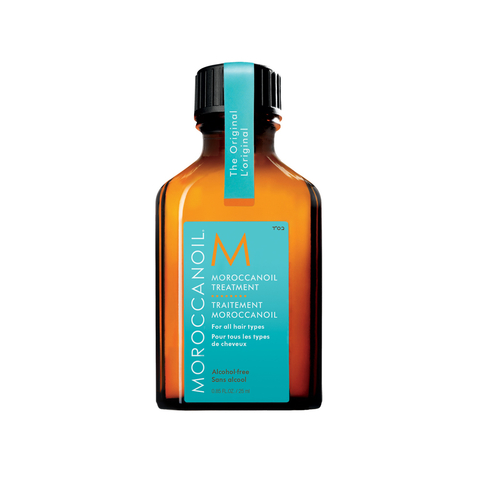 The Original
L'original
MOROCCANOIL.
M
MOROCCANOIL
TREATMENT
TRAITEMENT
MOROCCANOIL
For all hair types
Pour tous les types
de cheveux
Alcohol-free
Sans alcool